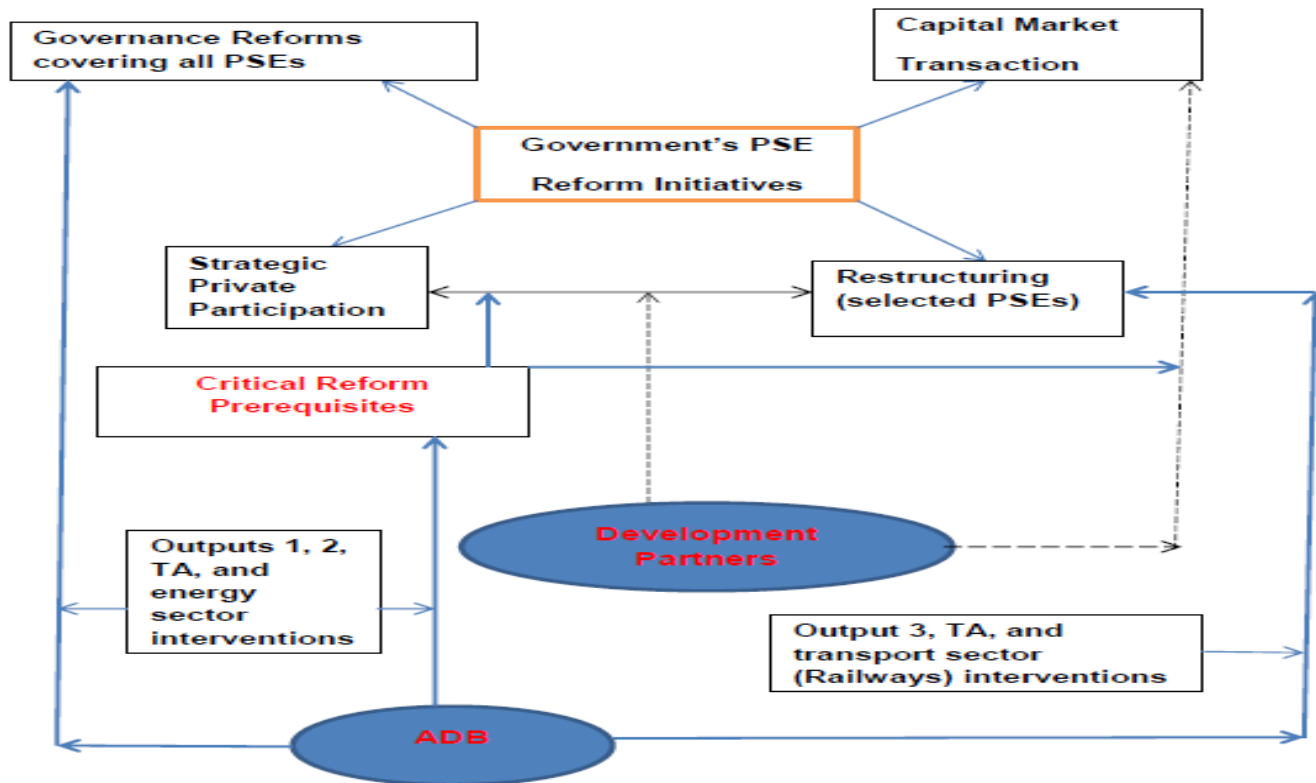 Governance Reforms
covering all PSEs
Capital Market
Transaction
Government's PSE
Reform Initiatives
Strategic
Private
Participation
Restructuring
(selected PSEs)
Critical Reform
Prerequisites
Development
Partners
Outputs 1, 2,
TA, and
energy
sector
interventions
Output 3, TA, and
transport sector
(Railways) interventions
ADB